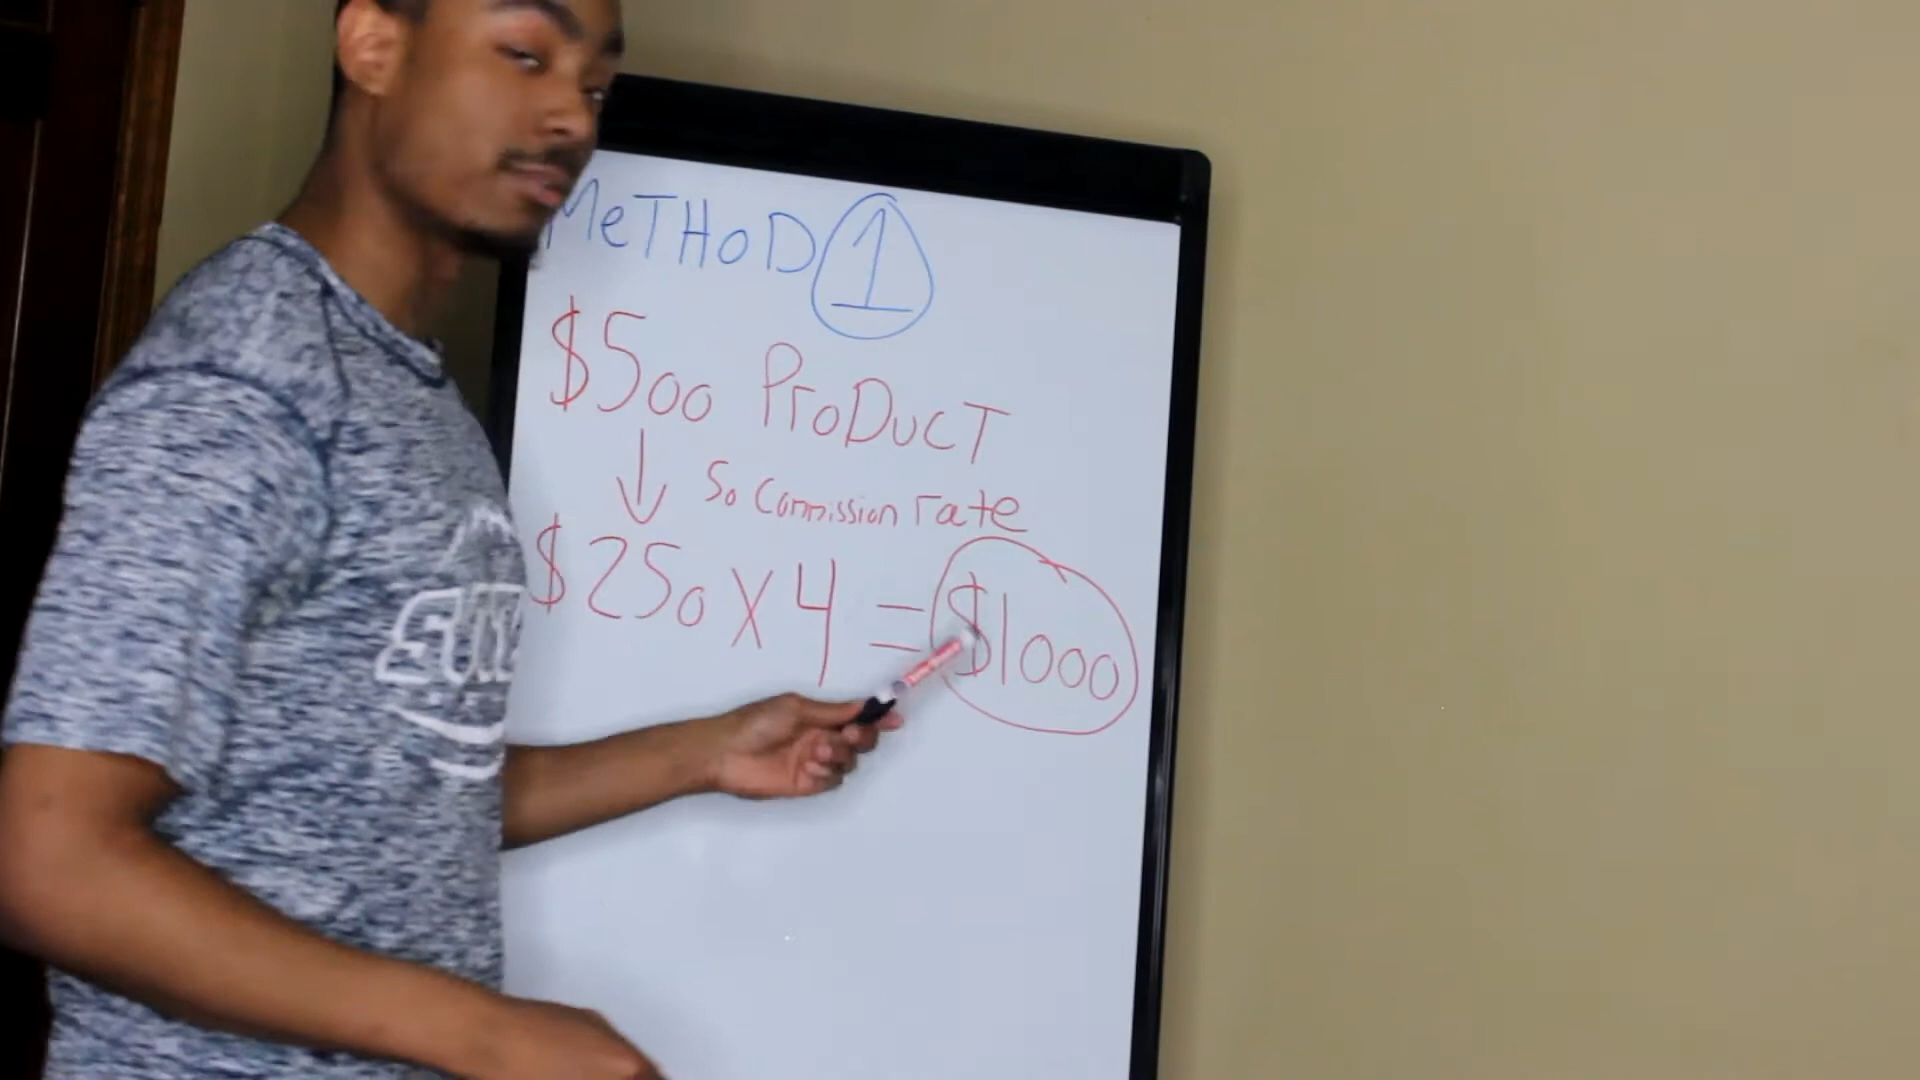 MeTHoD 1
$500 ProDucT
50 Commission rate
$250 X 4 = $1000